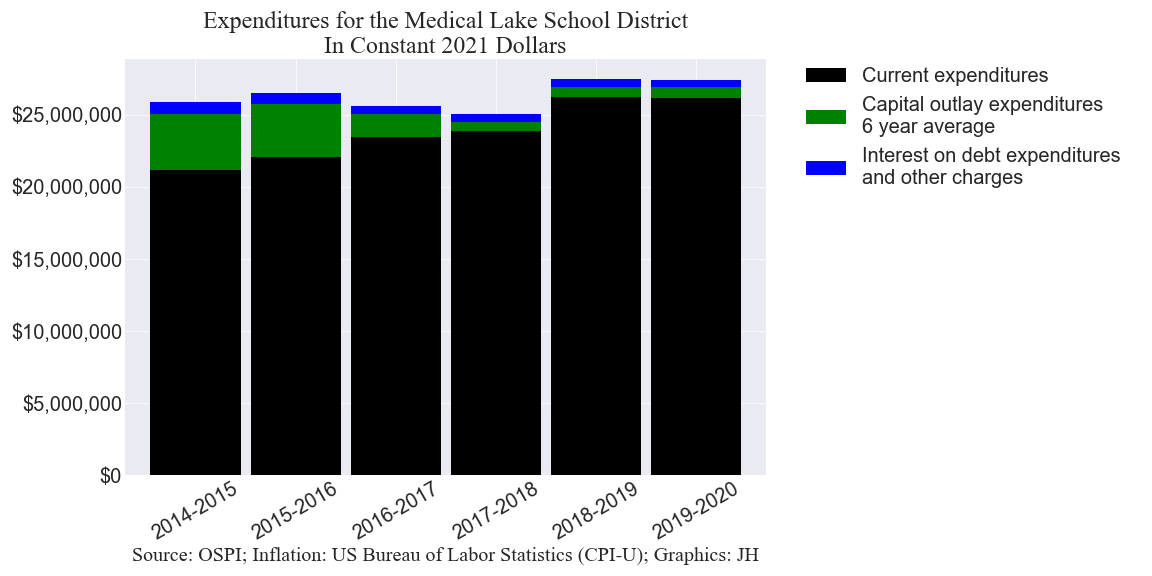 Expenditures for the Medical Lake School District
In Constant 2021 Dollars
Current expenditures
Capital outlay expenditures
6 year average
Interest on debt expenditures
and other charges
$25,000,000
$20,000,000
$15,000,000
$10,000,000
$5,000,000
$0
2014-2015
2015-2016
2016-2017
2017-2018
2018-2019
2019-2020
Source: OSPI; Inflation: US Bureau of Labor Statistics (CPI-U); Graphics: JH